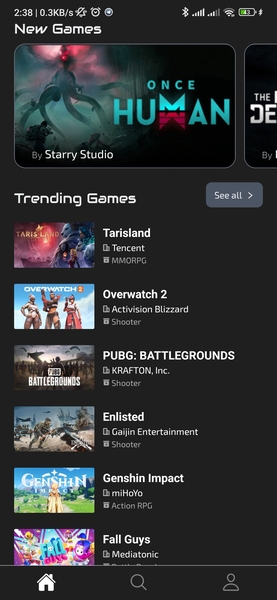 2:38 | 0.3KB/s
New Games
ONCE
HUMAN
By Starry Studio
THE
DE
By
Trending Games
See all >
TARISLAND
Tarisland
Tencent
MMORPG
OVERWATCH 2
Overwatch 2
Activision Blizzard
Shooter
PUBG
BATTLEGROUNDS
PUBG: BATTLEGROUNDS
KRAFTON, Inc.
Shooter
Enlisted
Gaijin Entertainment
Shooter
GENSHIN
IMPACT
Genshin Impact
miHoYo
Action RPG
Fall Guys
Mediatonic